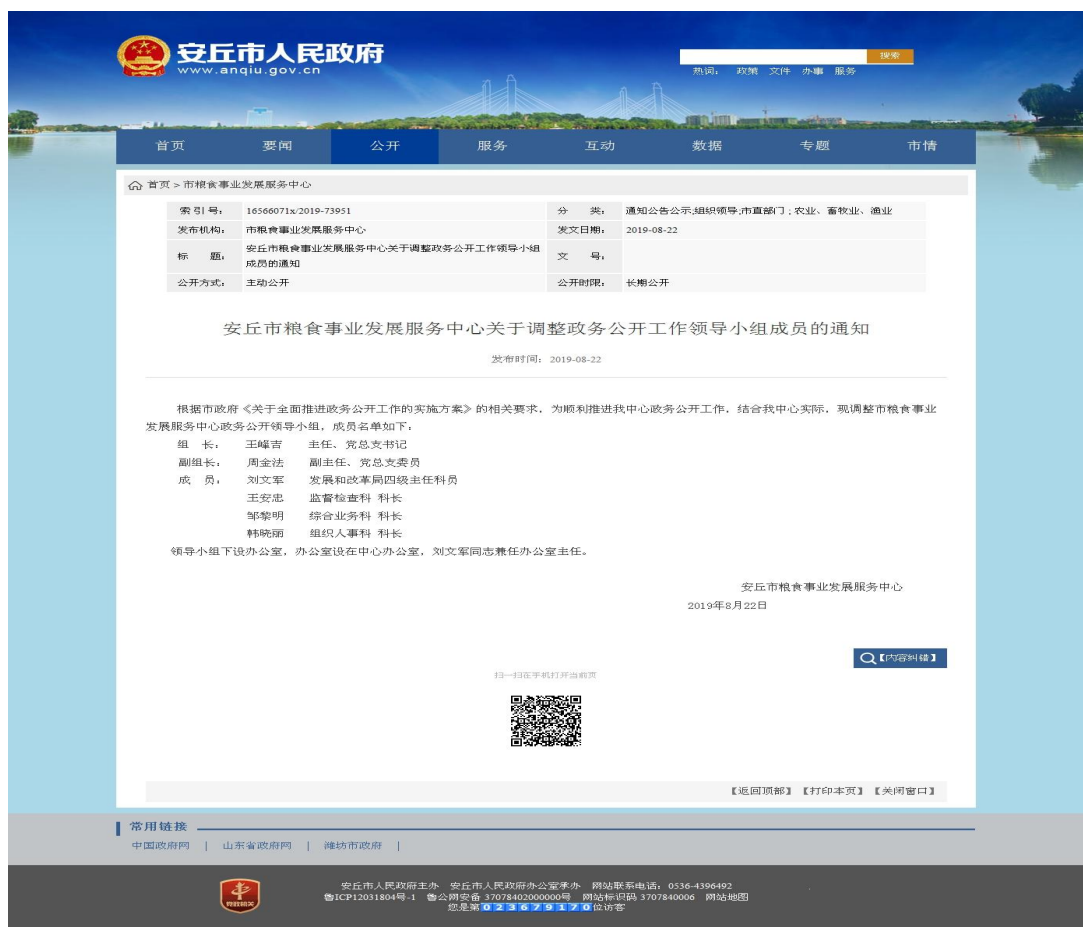 安丘市人民政府
www.anqiu.gov.cn
搜索
热词： 政策 文件 办事 服务
首页 要闻 公开 服务 互动 数据 专题 市情
首页 > 市粮食事业发展服务中心
索 引 号： 16566071x/2019-73951 分 类： 通知公告公示;组织领导;市直部门 ; 农业、畜牧业、渔业
发布机构： 市粮食事业发展服务中心 发文日期： 2019-08-22
标 题： 安丘市粮食事业发展服务中心关于调整政务公开工作领导小组
成员的通知 文 号：
公开方式： 主动公开 公开时限： 长期公开
安丘市粮食事业发展服务中心关于调整政务公开工作领导小组成员的通知
发布时间： 2019-08-22
根据市政府《关于全面推进政务公开工作的实施方案》的相关要求，为顺利推进我中心政务公开工作，结合我中心实际，现调整市粮食事业
发展服务中心政务公开领导小组，成员名单如下：
组 长： 王峰吉 主任、党总支书记
副组长： 周金法 副主任、党总支委员
成 员： 刘文军 发展和改革局四级主任科员
王安忠 监督检查科 科长
邹黎明 综合业务科 科长
韩晓丽 组织人事科 科长
领导小组下设办公室，办公室设在中心办公室，刘文军同志兼任办公室主任。
安丘市粮食事业发展服务中心
2019年8月22日
【内容纠错】
扫一扫在手机打开当前页
【返回顶部】 【打印本页】 【关闭窗口】
常用链接
中国政府网 | 山东省政府网 | 潍坊市政府 |
安丘市人民政府主办 安丘市人民政府办公室承办 网站联系电话：0536-4396492
鲁ICP12031804号-1 鲁公网安备 37078402000000号 网站标识码 3707840006 网站地图
您是第023679170位访客